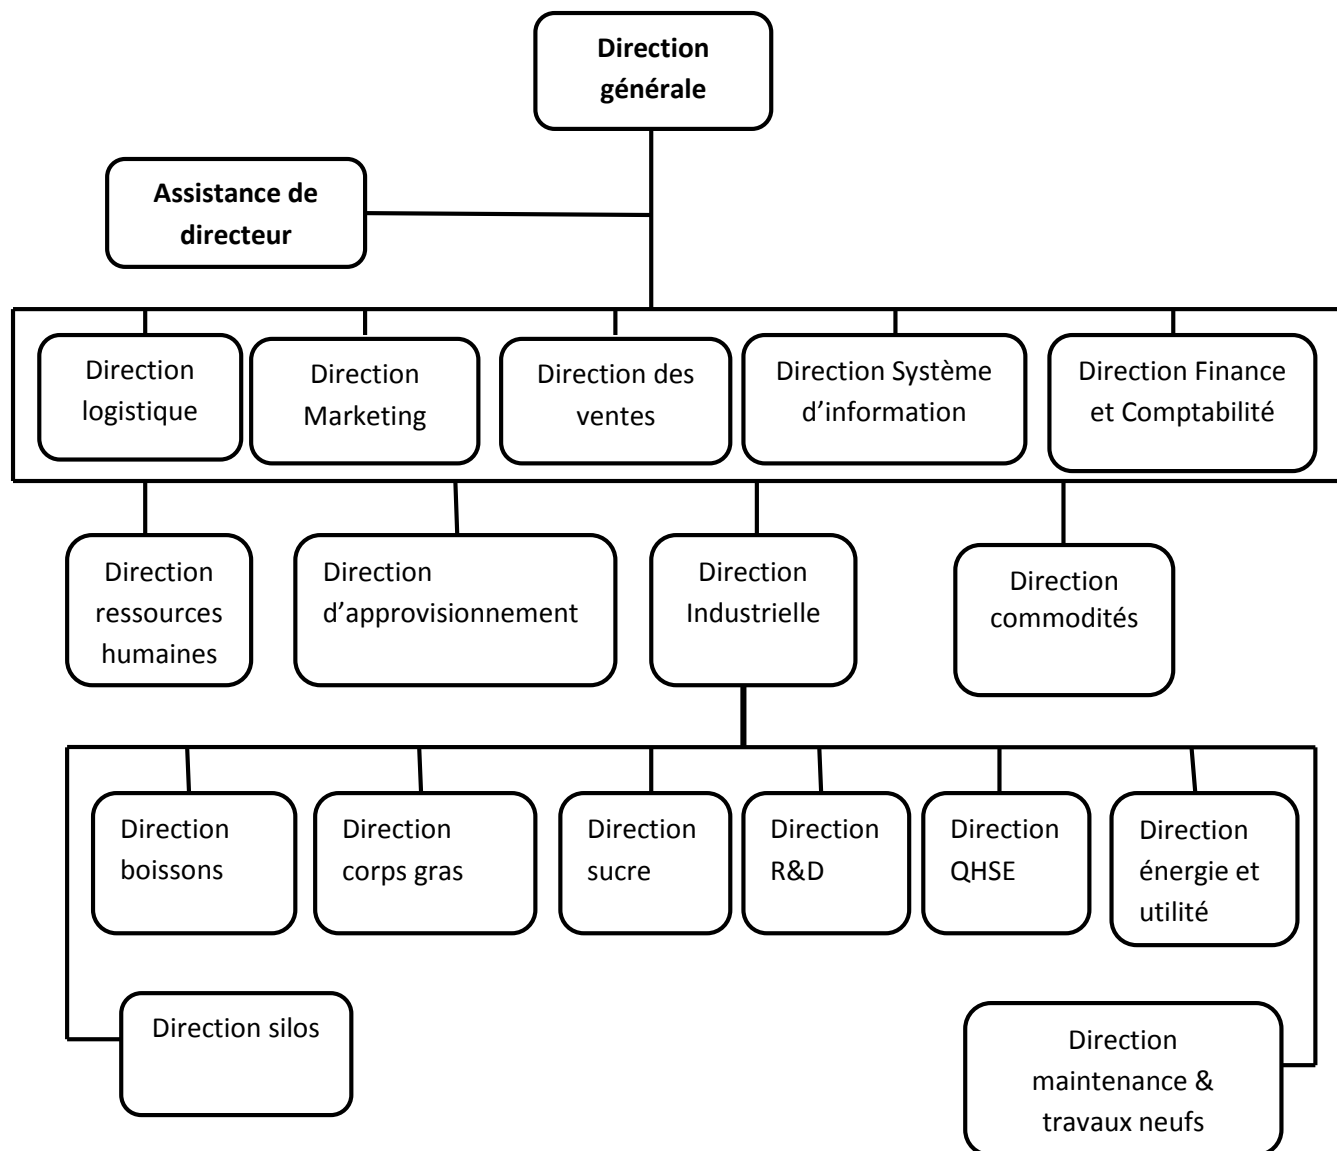 Direction
générale
Assistance de
directeur
Direction
logistique
Direction
Marketing
Direction des
ventes
Direction Système
d’information
Direction Finance
et Comptabilité
Direction
ressources
humaines
Direction
d’approvisionnement
Direction
Industrielle
Direction
commodités
Direction
boissons
Direction
corps gras
Direction
sucre
Direction
R&D
Direction
QHSE
Direction
énergie et
utilité
Direction silos
Direction
maintenance &
travaux neufs